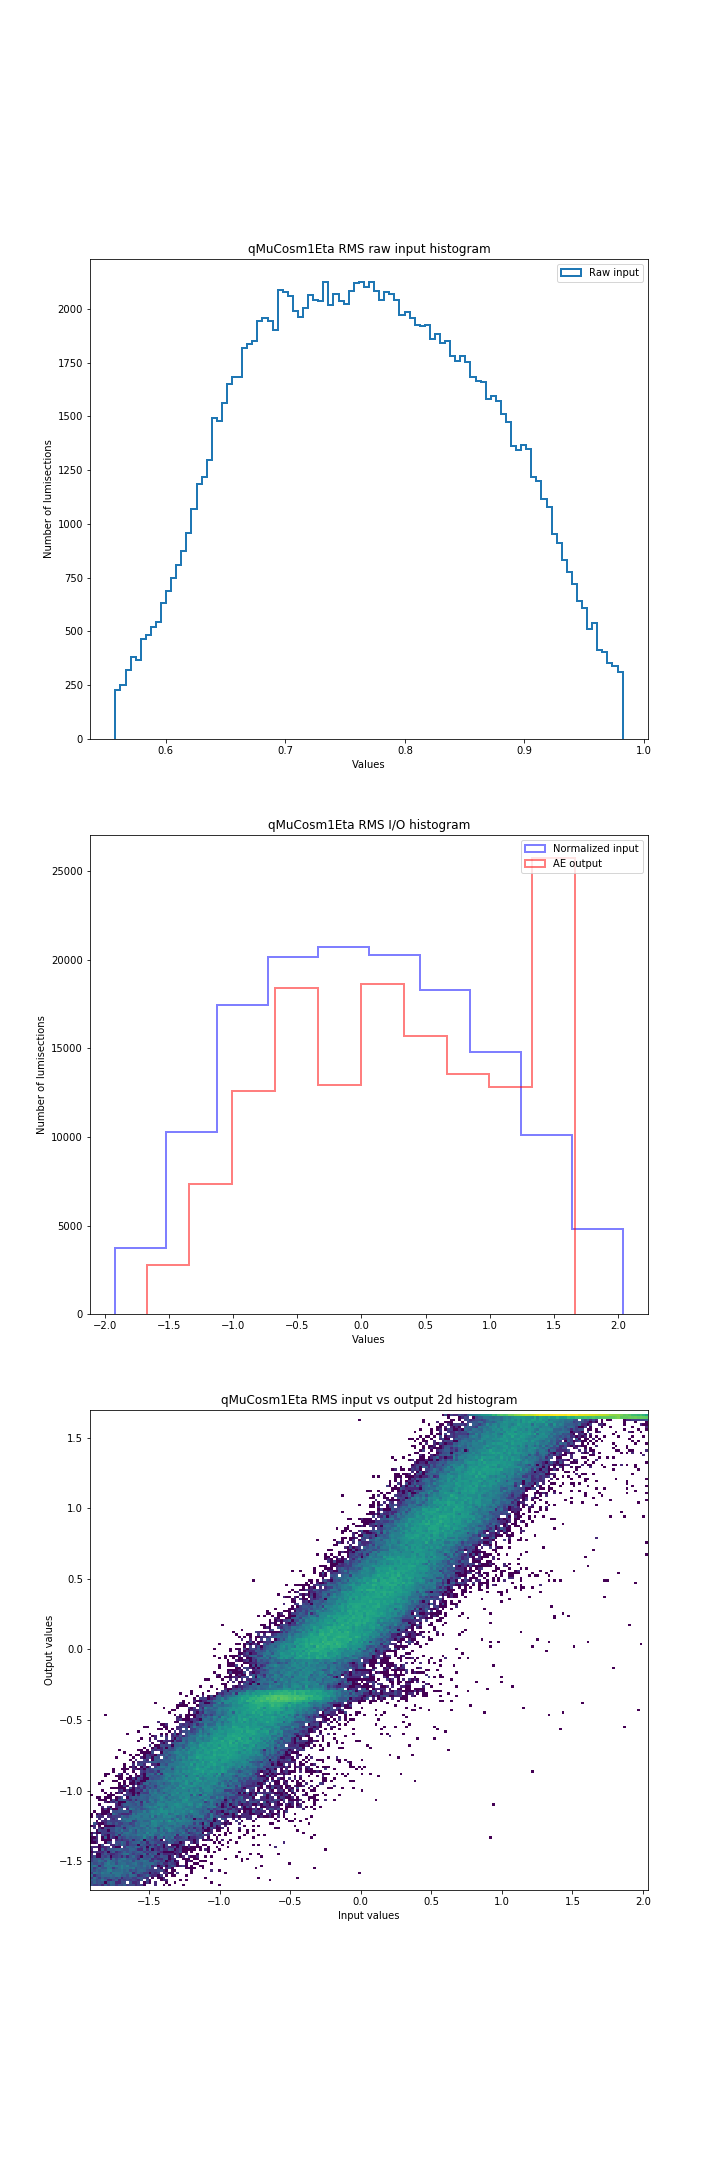 qMuCosm1Eta RMS raw input histogram
Raw input
2000
1750
1500
1250
1000
750
500
250
0
Number of lumisections
0.6 0.7 0.8 0.9 1.0
Values
qMuCosm1Eta RMS I/O histogram
Normalized input
AE output
25000
20000
15000
10000
5000
0
Number of lumisections
−2.0 −1.5 −1.0 −0.5 0.0 0.5 1.0 1.5 2.0
Values
qMuCosm1Eta RMS input vs output 2d histogram
1.5
1.0
0.5
0.0
−0.5
−1.0
−1.5
Output values
−1.5 −1.0 −0.5 0.0 0.5 1.0 1.5 2.0
Input values